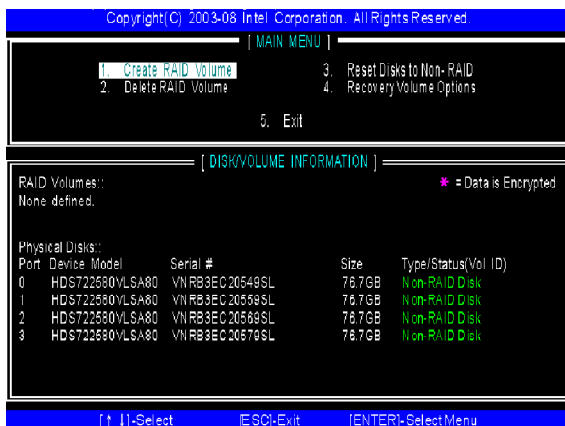 Copyright(C) 2003-08 Intel Corporation. All Rights Reserved.
[ MAIN MENU ]
1. Create RAID Volume 3. Reset Disks to Non-RAID
2. Delete RAID Volume 4. Recovery Volume Options
5. Exit
[ DISK/VOLUME INFORMATION ]
RAID Volumes:: * = Data is Encrypted
None defined.
Physical Disks::
Port Device Model Serial # Size Type/Status(Vol ID)
0 HDS722580VLSA80 VNRB3EC20549SL 76.7GB Non-RAID Disk
1 HDS722580VLSA80 VNRB3EC20559SL 76.7GB Non-RAID Disk
2 HDS722580VLSA80 VNRB3EC20569SL 76.7GB Non-RAID Disk
3 HDS722580VLSA80 VNRB3EC20579SL 76.7GB Non-RAID Disk
[↑ ↓]-Select [ESC]-Exit [ENTER]-Select Menu